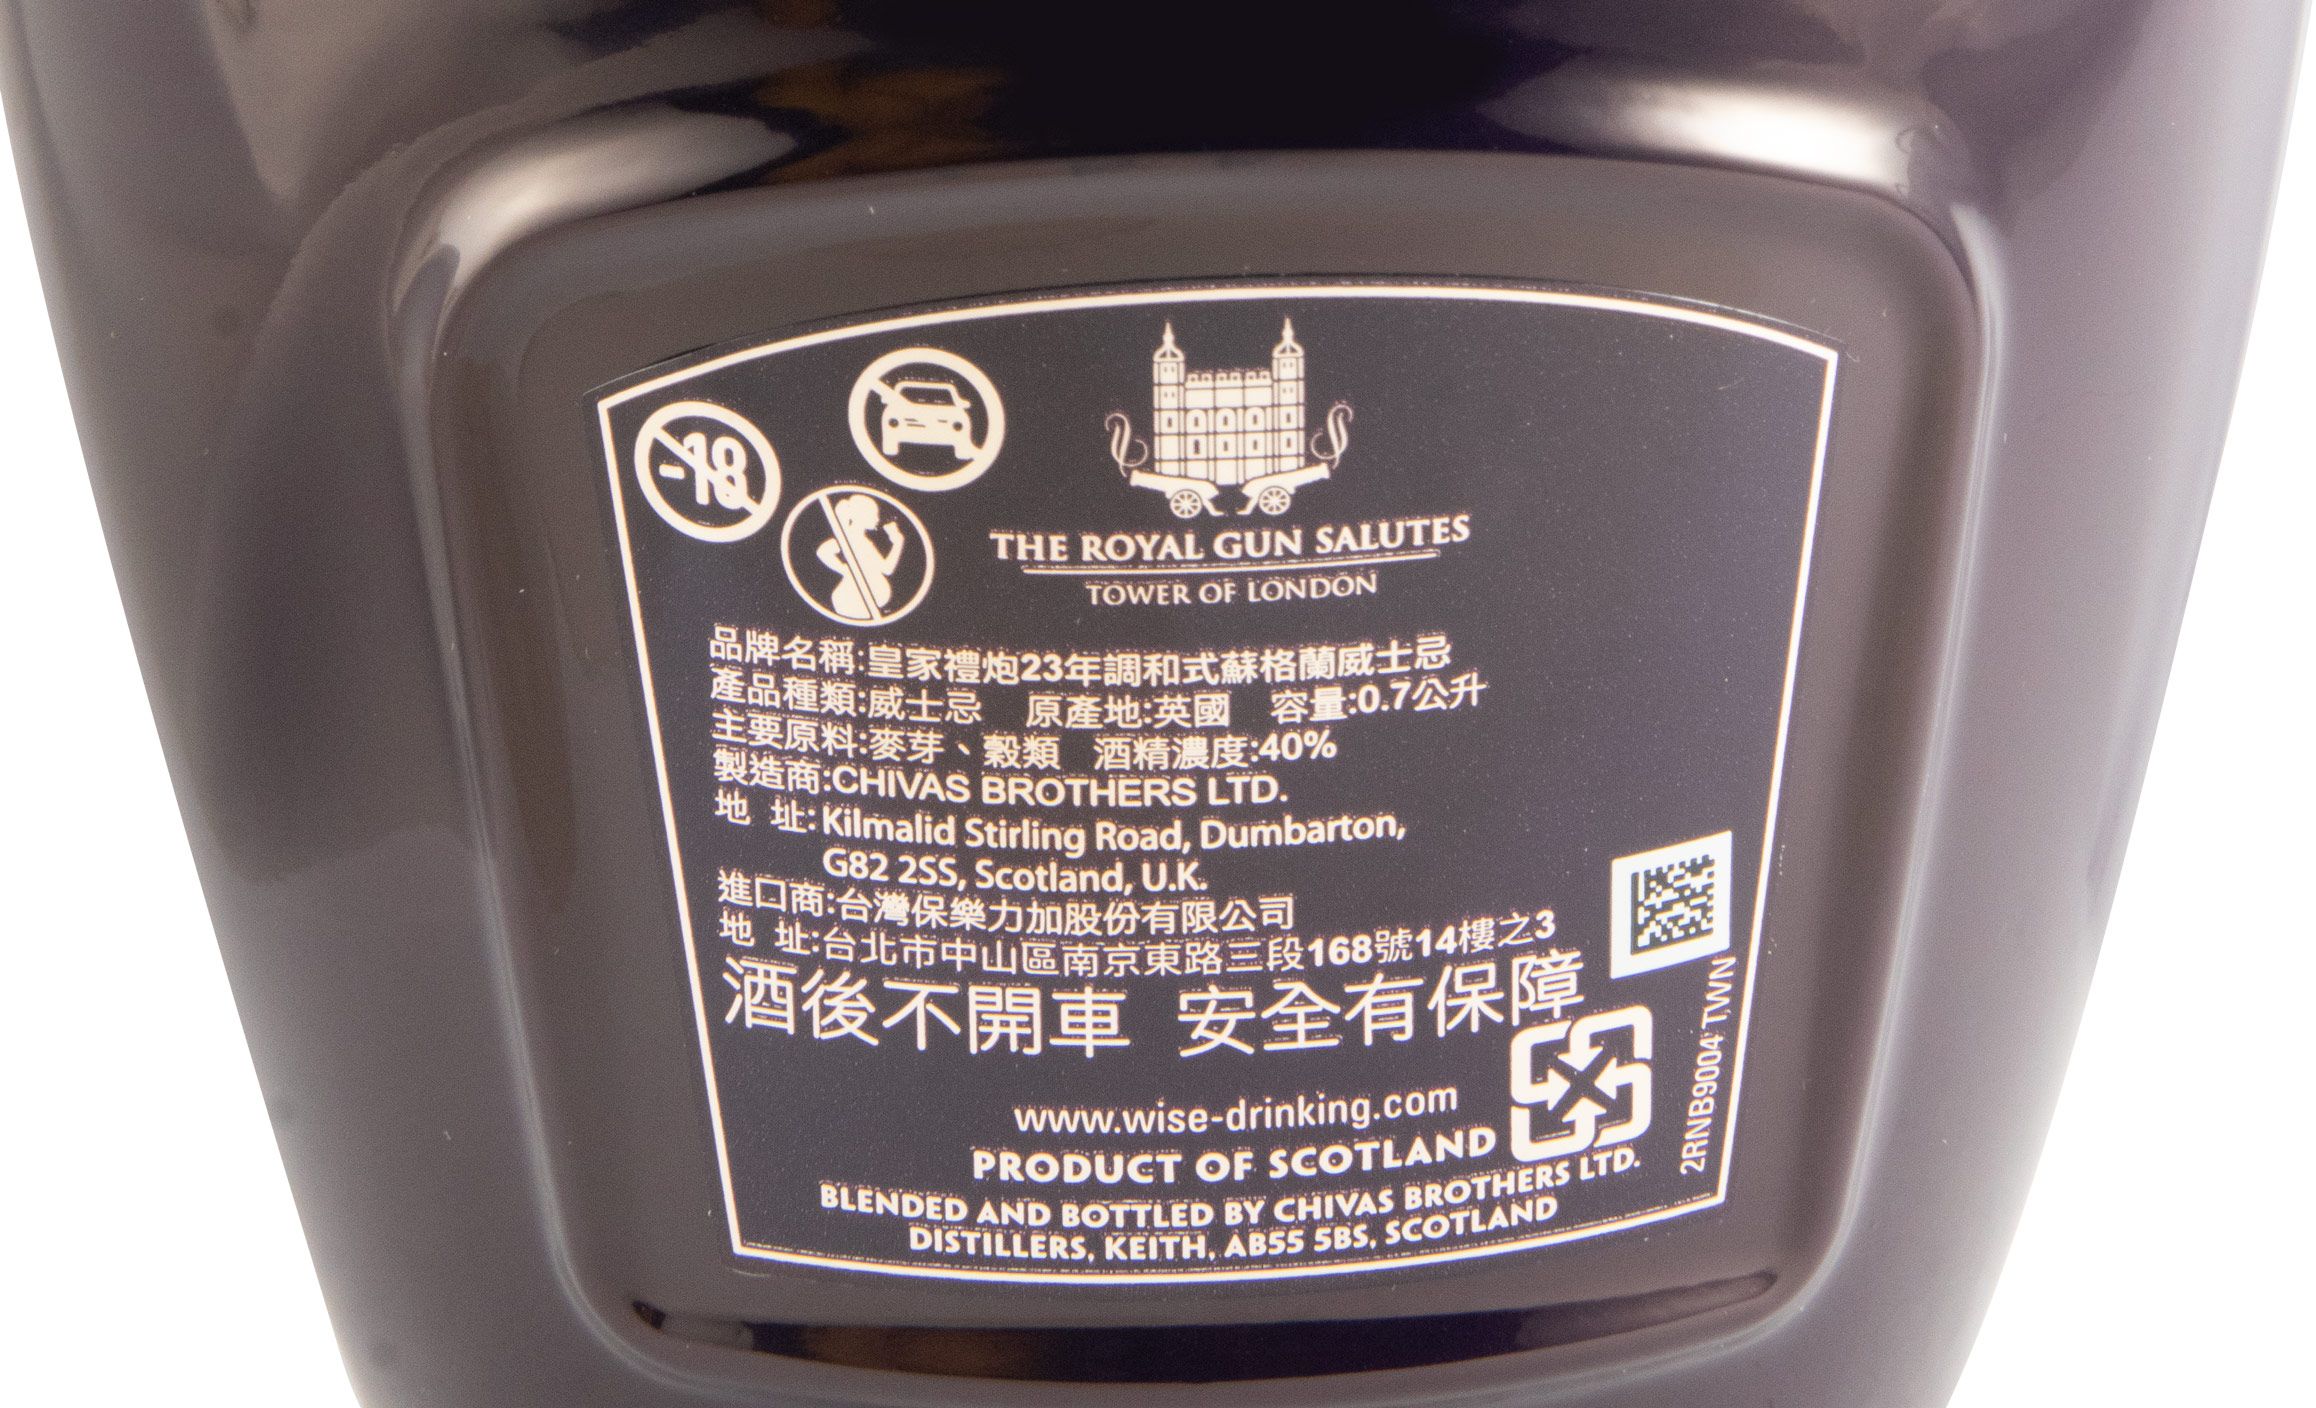 -18
THE ROYAL GUN SALUTES
TOWER OF LONDON
品牌名稱:皇家禮炮23年調和式蘇格蘭威士忌
產品種類:威士忌 原產地:英國 容量:0.7公升
主要原料:麥芽、穀類 酒精濃度:40%
製造商:CHIVAS BROTHERS LTD.
地 址:Kilmalid Stirling Road, Dumbarton,
G82 2SS, Scotland, U.K.
進口商:台灣保樂力加股份有限公司
地 址:台北市中山區南京東路三段168號14樓之3
酒後不開車 安全有保障
www.wise-drinking.com
PRODUCT OF SCOTLAND
BLENDED AND BOTTLED BY CHIVAS BROTHERS LTD.
DISTILLERS, KEITH, AB55 5BS, SCOTLAND
2RNB9004 TWN